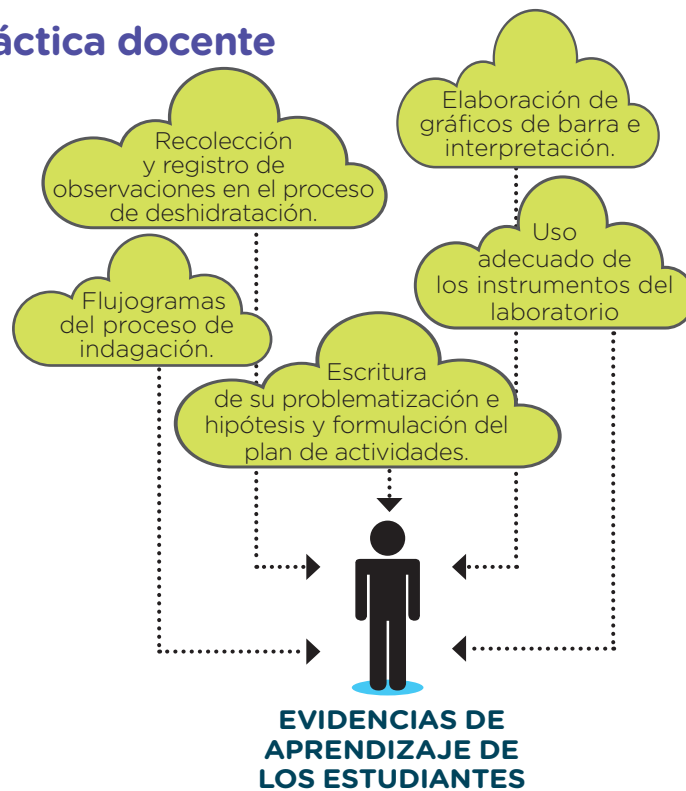 áctica docente
Recolección
y registro de
observaciones en el proceso
de deshidratación.
Elaboración de
gráficos de barra e
interpretación.
Uso
adecuado de
los instrumentos del
laboratorio
Flujogramas
del proceso de
indagación.
Escritura
de su problematización e
hipótesis y formulación del
plan de actividades.
EVIDENCIAS DE
APRENDIZAJE DE
LOS ESTUDIANTES